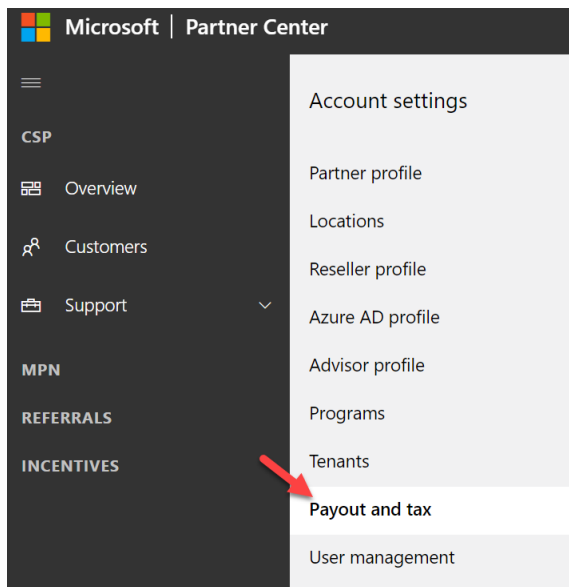 Microsoft | Partner Center
CSP
Overview
Customers
Support
MPN
REFERRALS
INCENTIVES
Account settings
Partner profile
Locations
Reseller profile
Azure AD profile
Advisor profile
Programs
Tenants
Payout and tax
User management